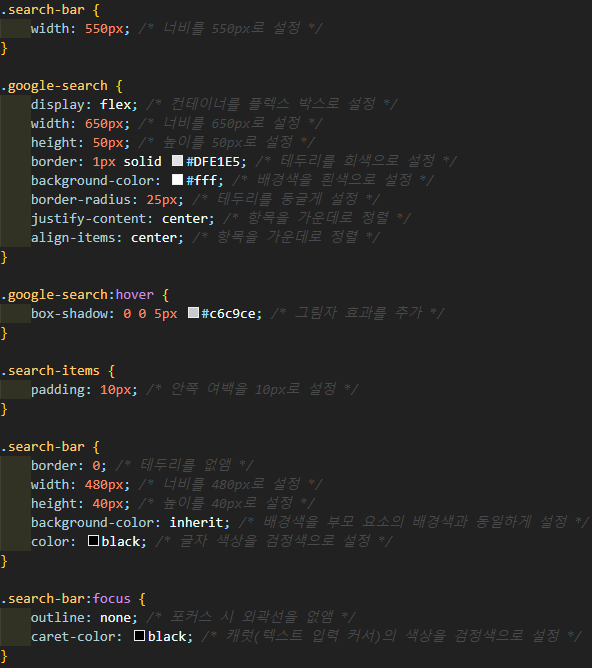 .search-bar {
width: 550px; /* 너비를 550px로 설정 */
}
.google-search {
display: flex; /* 컨테이너를 플렉스 박스로 설정 */
width: 650px; /* 너비를 650px로 설정 */
height: 50px; /* 높이를 50px로 설정 */
border: 1px solid #DFE1E5; /* 테두리를 회색으로 설정 */
background-color: #fff; /* 배경색을 흰색으로 설정 */
border-radius: 25px; /* 테두리를 둥글게 설정 */
justify-content: center; /* 항목을 가운데로 정렬 */
align-items: center; /* 항목을 가운데로 정렬 */
}
.google-search:hover {
box-shadow: 0 0 5px #c6c9ce; /* 그림자 효과를 추가 */
}
.search-items {
padding: 10px; /* 안쪽 여백을 10px로 설정 */
}
.search-bar {
border: 0; /* 테두리를 없앰 */
width: 480px; /* 너비를 480px로 설정 */
height: 40px; /* 높이를 40px로 설정 */
background-color: inherit; /* 배경색을 부모 요소의 배경색과 동일하게 설정 */
color: black; /* 글자 색상을 검정색으로 설정 */
}
.search-bar:focus {
outline: none; /* 포커스 시 외곽선을 없앰 */
caret-color: black; /* 캐럿(텍스트 입력 커서)의 색상을 검정색으로 설정 */
}